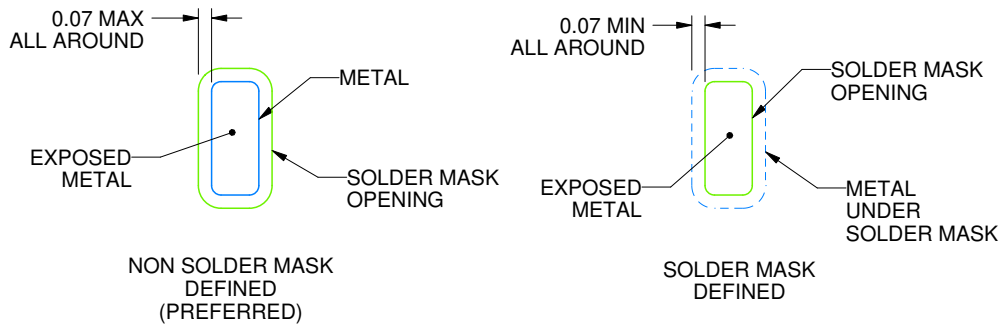 0.07 MAX
ALL AROUND
METAL
EXPOSED
METAL
SOLDER MASK
OPENING
NON SOLDER MASK
DEFINED
(PREFERRED)
0.07 MIN
ALL AROUND
SOLDER MASK
OPENING
EXPOSED
METAL
METAL
UNDER
SOLDER MASK
SOLDER MASK
DEFINED